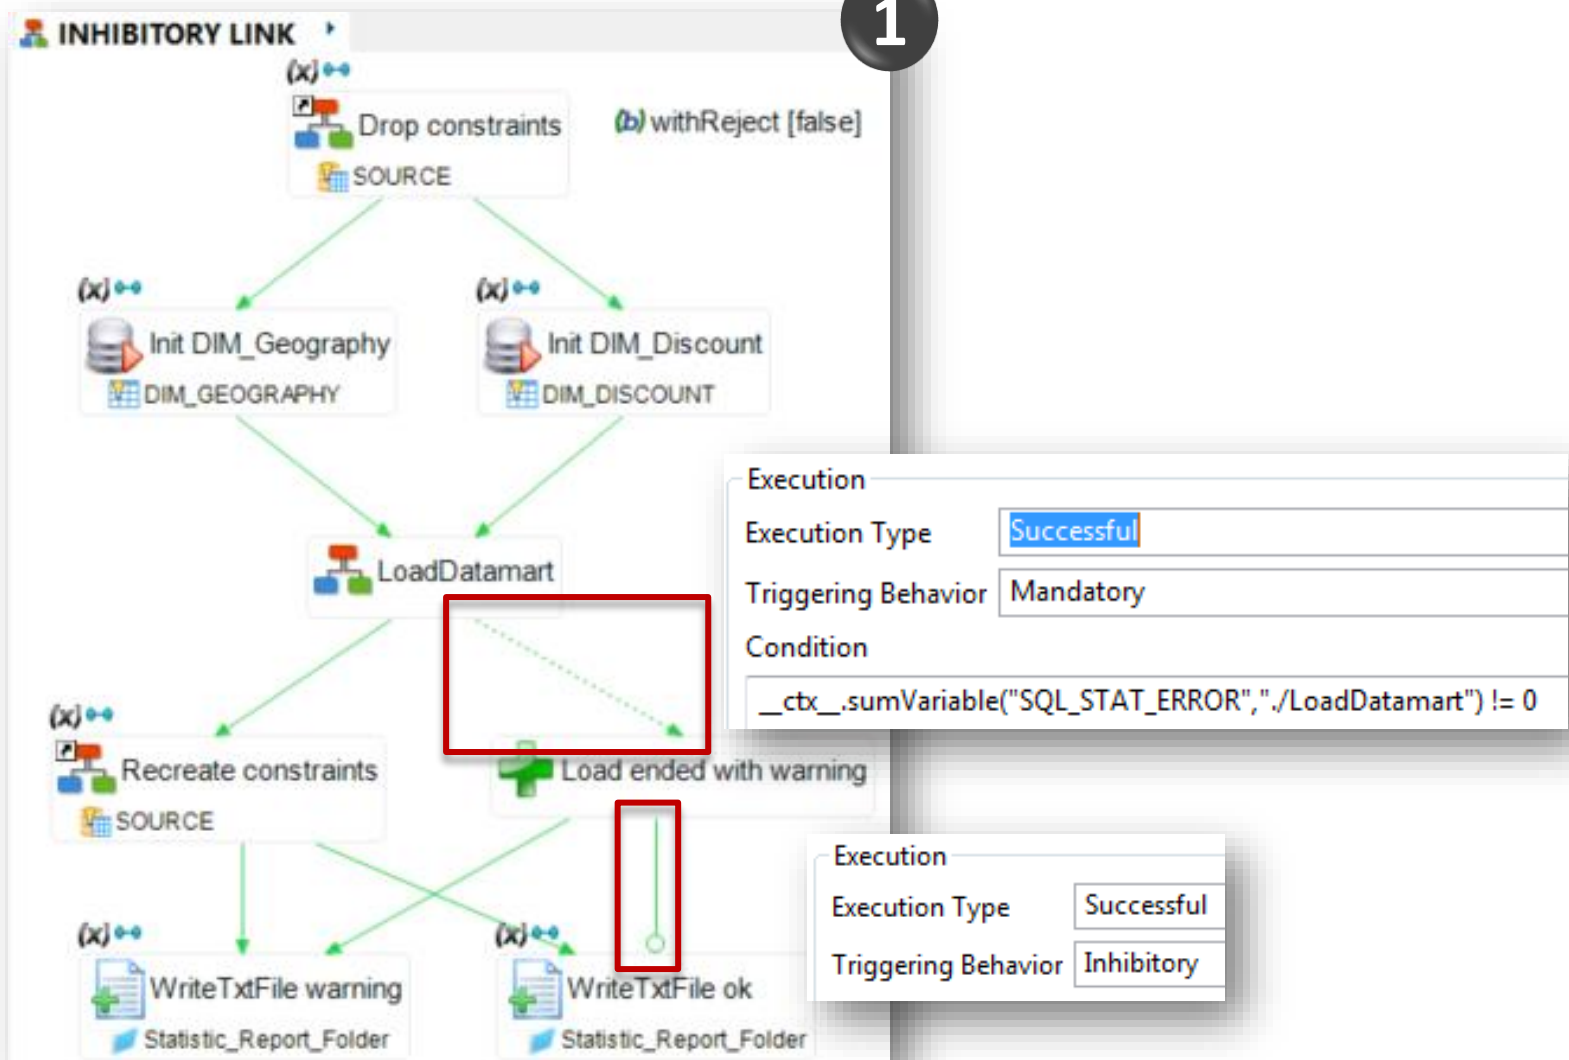 1
INHIBITORY LINK
(x)
Drop constraints
SOURCE
(b) withReject [false]
(x)
Init DIM_Geography
DIM_GEOGRAPHY
(x)
Init DIM_Discount
DIM_DISCOUNT
LoadDatamart
Execution
Execution Type Successful
Triggering Behavior Mandatory
Condition
__ctx__.sumVariable("SQL_STAT_ERROR","./LoadDatamart") != 0
(x)
Recreate constraints
SOURCE
Load ended with warning
Execution
Execution Type Successful
Triggering Behavior Inhibitory
(x)
WriteTxtFile warning
Statistic_Report_Folder
(x)
WriteTxtFile ok
Statistic_Report_Folder